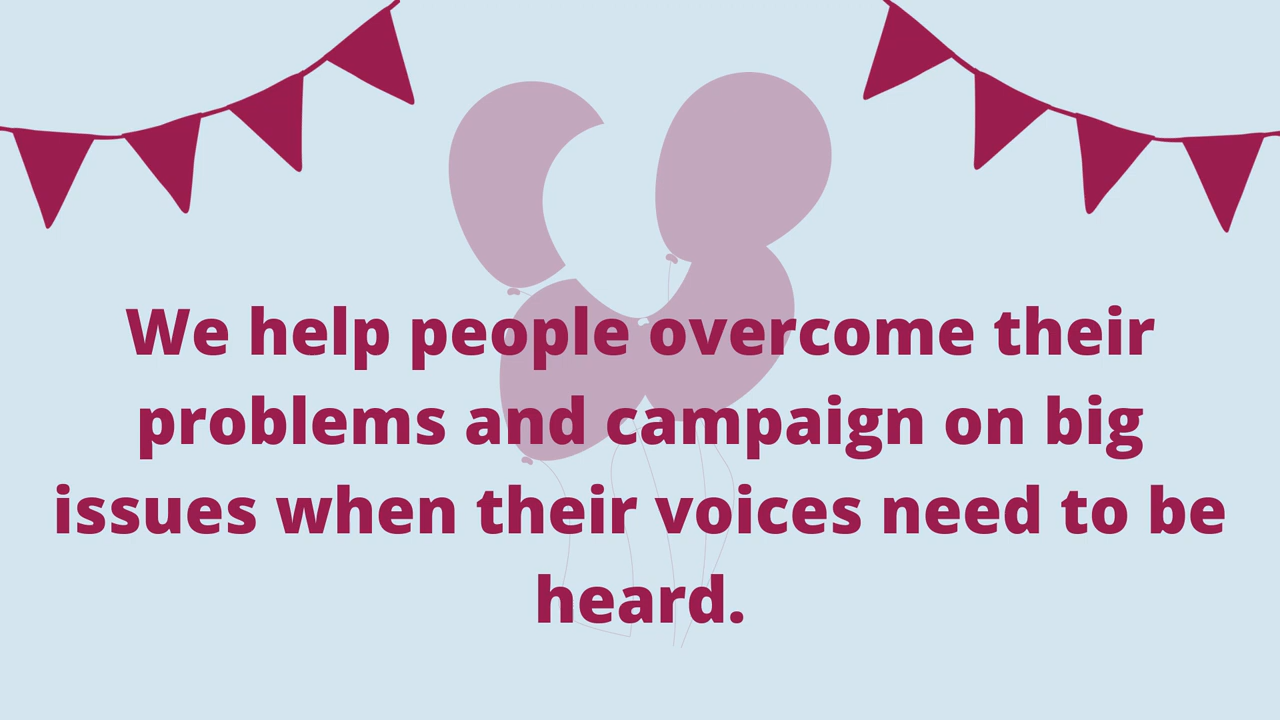 We help people overcome their
problems and campaign on big
issues when their voices need to be
heard.